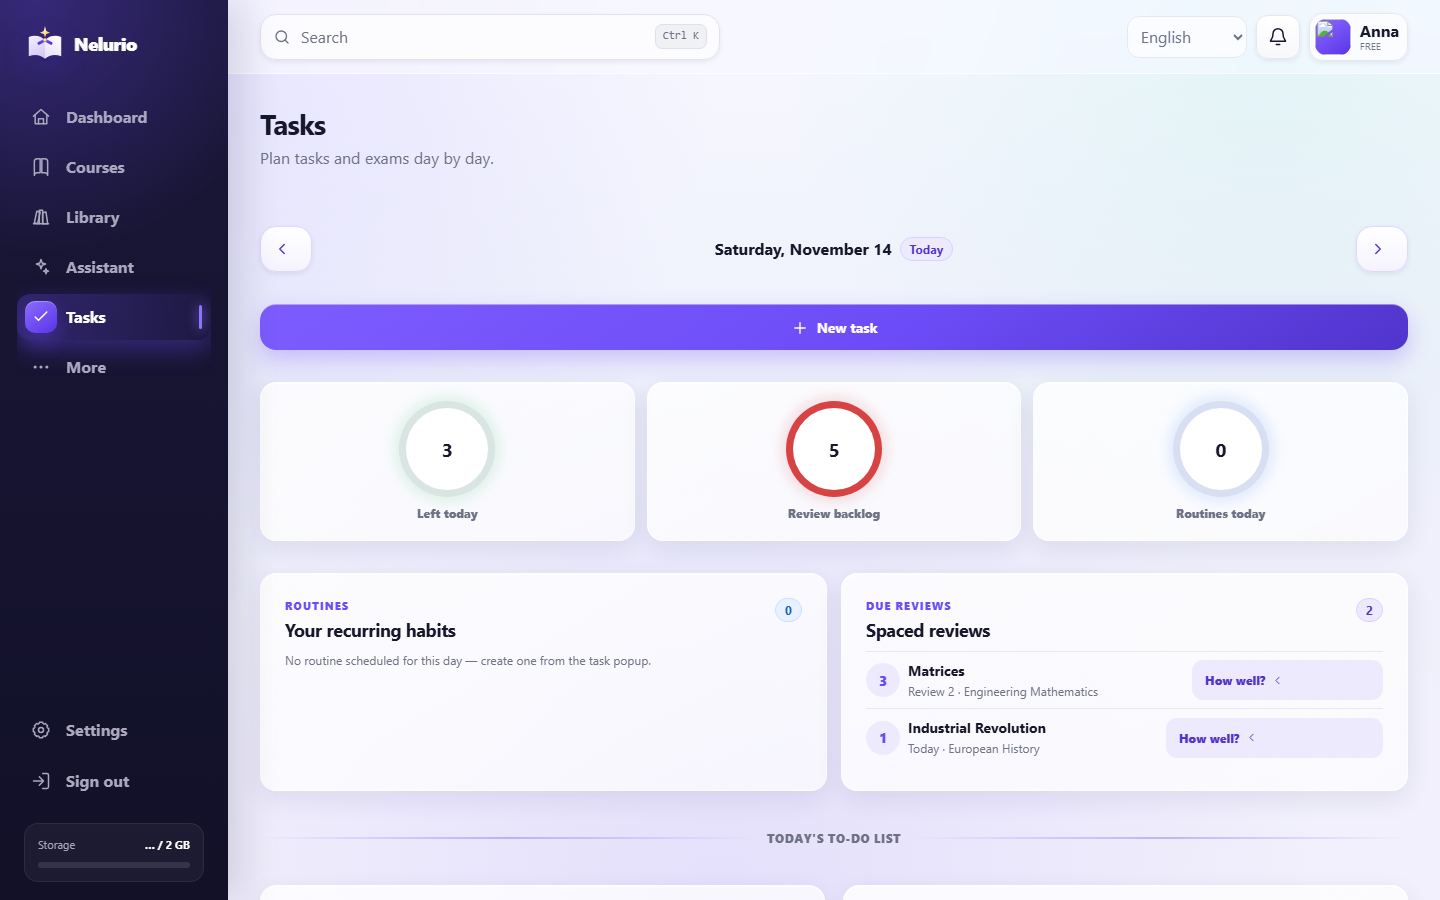 Nelurio
Search
Ctrl K
English
Anna
FREE
Dashboard
Courses
Library
Assistant
Tasks
More
Settings
Sign out
Storage
... / 2 GB
Tasks
Plan tasks and exams day by day.
Saturday, November 14
Today
New task
3
Left today
5
Review backlog
0
Routines today
ROUTINES
0
Your recurring habits
No routine scheduled for this day — create one from the task popup.
DUE REVIEWS
2
Spaced reviews
3
Matrices
Review 2 · Engineering Mathematics
How well?
1
Industrial Revolution
Today · European History
How well?
TODAY'S TO-DO LIST